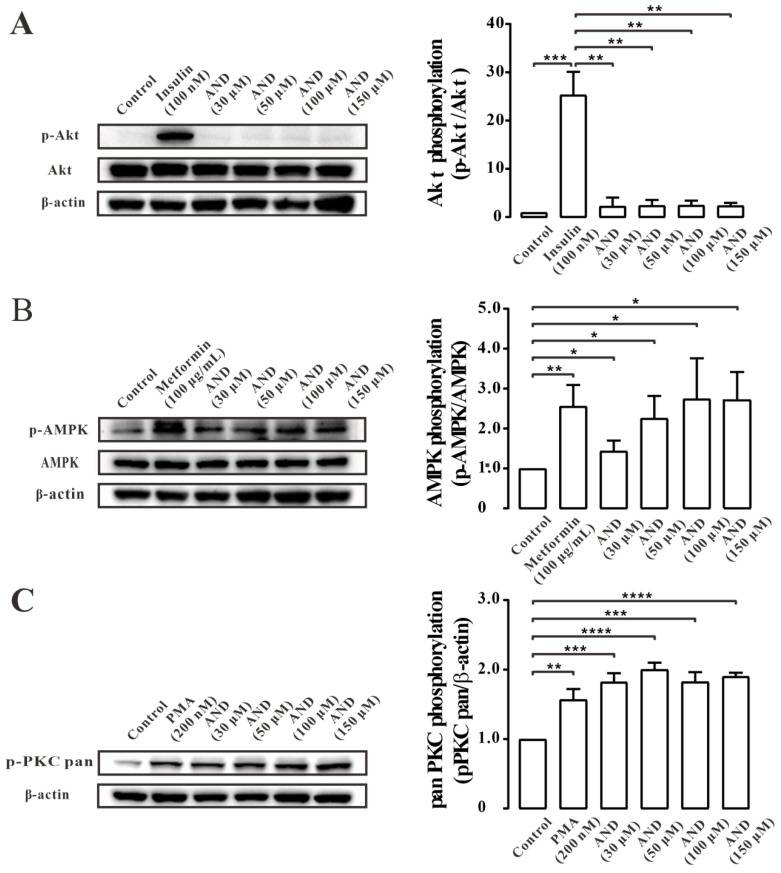 A
Control
Insulin
(100 nM)
AND
(30 μM)
AND
(50 μM)
AND
(100 μM)
AND
(150 μM)
p-Akt
Akt
β-actin
Akt phosphorylation
(p-Akt/Akt)
40
30
20
10
0
***
**
**
**
**
Control
Insulin
(100 nM)
AND
(30 μM)
AND
(50 μM)
AND
(100 μM)
AND
(150 μM)
B
Control
Metformin
(100 μg/mL)
AND
(30 μM)
AND
(50 μM)
AND
(100 μM)
AND
(150 μM)
p-AMPK
AMPK
β-actin
AMPK phosphorylation
(p-AMPK/AMPK)
5.0
4.0
3.0
2.0
1.0
0
**
*
*
*
*
Control
Metformin
(100 μg/mL)
AND
(30 μM)
AND
(50 μM)
AND
(100 μM)
AND
(150 μM)
C
Control
PMA
(200 nM)
AND
(30 μM)
AND
(50 μM)
AND
(100 μM)
AND
(150 μM)
p-PKC pan
β-actin
pan PKC phosphorylation
(pPKC pan/β-actin)
3.0
2.0
1.0
0
**
***
****
***
****
Control
PMA
(200 nM)
AND
(30 μM)
AND
(50 μM)
AND
(100 μM)
AND
(150 μM)